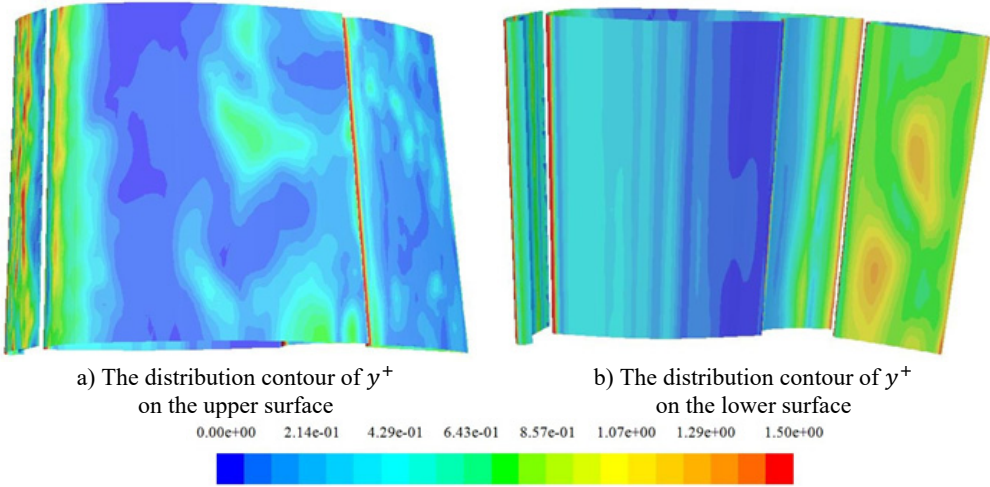 a) The distribution contour of y⁺
on the upper surface
b) The distribution contour of y⁺
on the lower surface
0.00e+00 2.14e-01 4.29e-01 6.43e-01 8.57e-01 1.07e+00 1.29e+00 1.50e+00